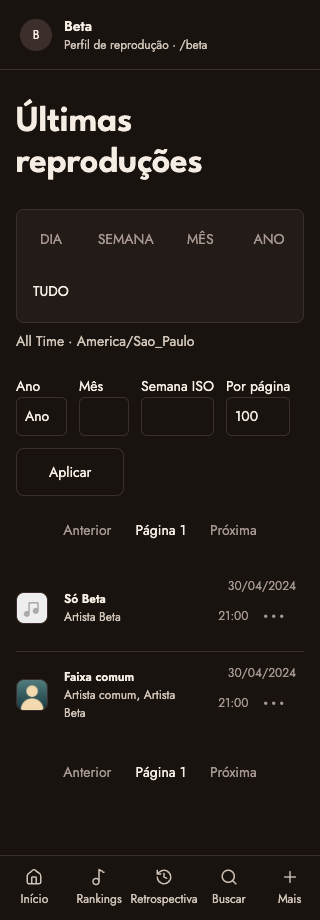 B
Beta
Perfil de reprodução · /beta
Últimas
reproduções
DIA SEMANA MÊS ANO
TUDO
All Time · America/Sao_Paulo
Ano Mês Semana ISO Por página
Ano 100
Aplicar
Anterior Página 1 Próxima
30/04/2024
Só Beta
Artista Beta
21:00 •••
30/04/2024
Faixa comum
Artista comum, Artista
Beta
21:00 •••
Anterior Página 1 Próxima
Início Rankings Retrospectiva Buscar Mais